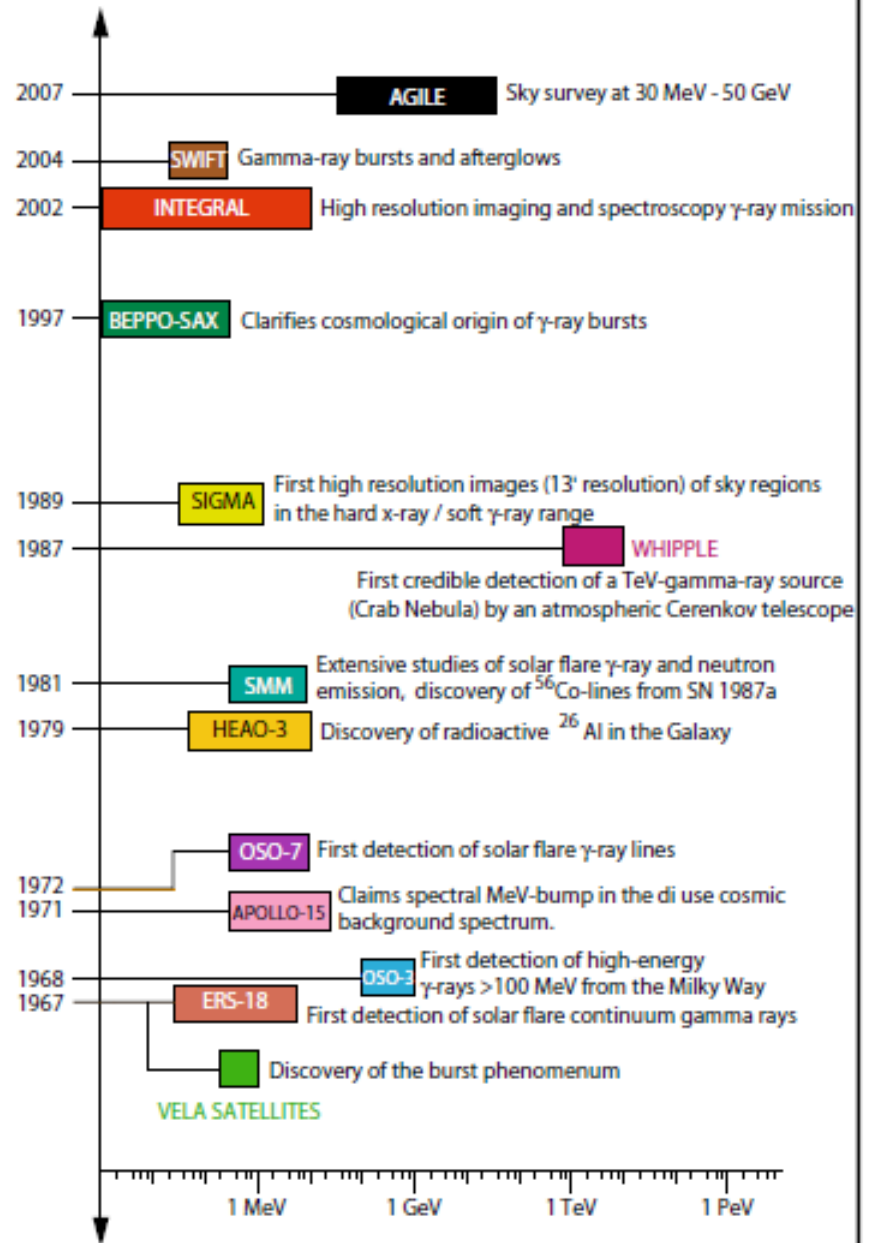 2007 AGILE Sky survey at 30 MeV - 50 GeV
2004 SWIFT Gamma-ray bursts and afterglows
2002 INTEGRAL High resolution imaging and spectroscopy γ-ray mission
1997 BEPPO-SAX Clarifies cosmological origin of γ-ray bursts
1989 SIGMA First high resolution images (13' resolution) of sky regions
in the hard x-ray / soft γ-ray range
1987 WHIPPLE
First credible detection of a TeV-gamma-ray source
(Crab Nebula) by an atmospheric Cerenkov telescope
1981 SMM Extensive studies of solar flare γ-ray and neutron
emission, discovery of ⁵⁶Co-lines from SN 1987a
1979 HEAO-3 Discovery of radioactive ²⁶ Al in the Galaxy
OSO-7 First detection of solar flare γ-ray lines
1972
1971 APOLLO-15 Claims spectral MeV-bump in the di use cosmic
background spectrum.
1968 OSO-3 First detection of high-energy
γ-rays >100 MeV from the Milky Way
1967 ERS-18 First detection of solar flare continuum gamma rays
Discovery of the burst phenomenum
VELA SATELLITES
1 MeV 1 GeV 1 TeV 1 PeV